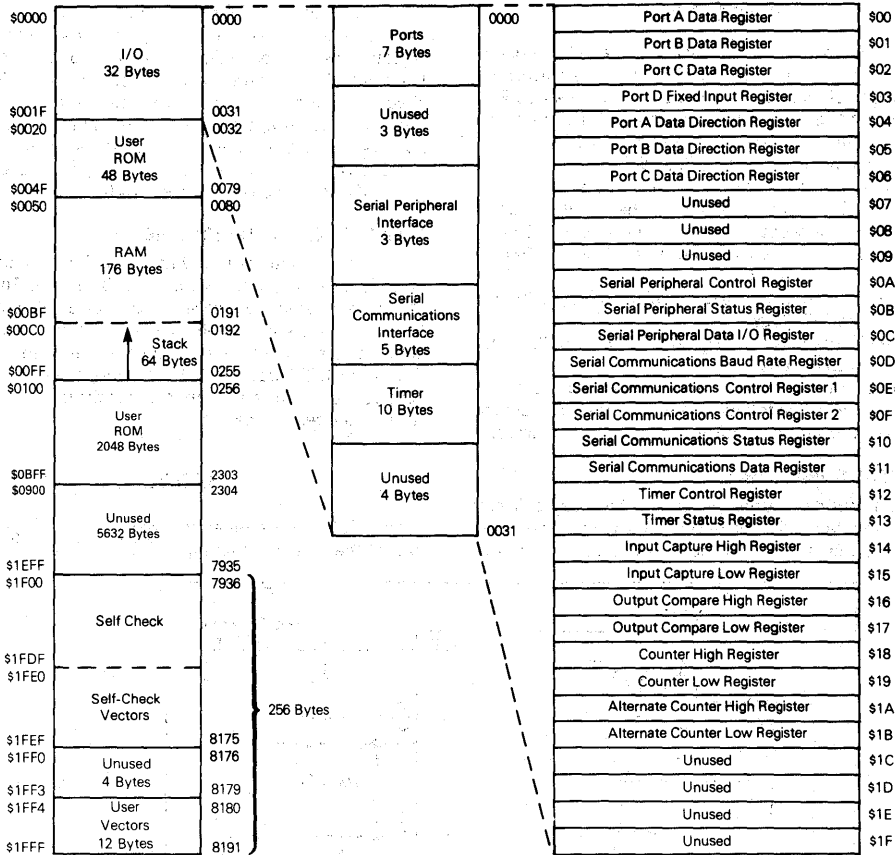 $0000
0000
I/O
32 Bytes
$001F
0031
$0020
0032
User
ROM
48 Bytes
$004F
0079
$0050
0080
RAM
176 Bytes
$00BF
0191
$00C0
0192
Stack
64 Bytes
$00FF
0255
$0100
0256
User
ROM
2048 Bytes
$0BFF
2303
$0900
2304
Unused
5632 Bytes
$1EFF
7935
$1F00
7936
Self Check
$1FDF
$1FE0
Self-Check
Vectors
256 Bytes
$1FEF
8175
$1FF0
8176
Unused
4 Bytes
$1FF3
8179
$1FF4
8180
User
Vectors
12 Bytes
$1FFF
8191
0000
Ports
7 Bytes
Unused
3 Bytes
Serial Peripheral
Interface
3 Bytes
Serial
Communications
Interface
5 Bytes
Timer
10 Bytes
Unused
4 Bytes
0031
Port A Data Register $00
Port B Data Register $01
Port C Data Register $02
Port D Fixed Input Register $03
Port A Data Direction Register $04
Port B Data Direction Register $05
Port C Data Direction Register $06
Unused $07
Unused $08
Unused $09
Serial Peripheral Control Register $0A
Serial Peripheral Status Register $0B
Serial Peripheral Data I/O Register $0C
Serial Communications Baud Rate Register $0D
Serial Communications Control Register 1 $0E
Serial Communications Control Register 2 $0F
Serial Communications Status Register $10
Serial Communications Data Register $11
Timer Control Register $12
Timer Status Register $13
Input Capture High Register $14
Input Capture Low Register $15
Output Compare High Register $16
Output Compare Low Register $17
Counter High Register $18
Counter Low Register $19
Alternate Counter High Register $1A
Alternate Counter Low Register $1B
Unused $1C
Unused $1D
Unused $1E
Unused $1F